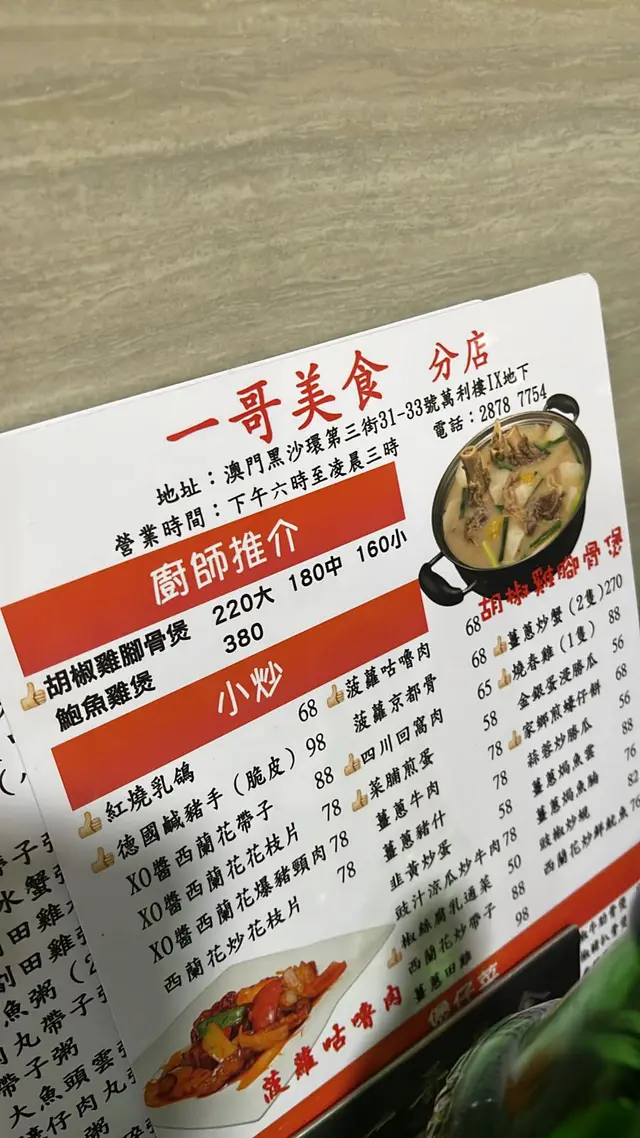 一哥美食 分店
地址：澳門黑沙環第三街31-33號萬利樓IX地下
營業時間：下午六時至凌晨三時
電話：2878 7754
廚師推介
胡椒雞腳骨煲 220大 180中 160小
鮑魚雞煲 380
胡椒雞腳骨煲
小炒
紅燒乳鴿 68
德國鹹豬手（脆皮） 98
XO醬西蘭花帶子 88
XO醬西蘭花花枝片 78
XO醬西蘭花爆豬頸肉 78
西蘭花炒花枝片 78
菠蘿咕嚕肉 68
菠蘿京都骨 68
四川回窩肉 65
菜脯煎蛋 58
薑蔥牛肉 78
薑蔥豬什 78
韭黃炒蛋 58
豉汁涼瓜炒牛肉 78
椒絲腐乳通菜 50
西蘭花炒帶子 88
薑蔥田雞 98
薑蔥炒蟹（2隻） 270
燒春雞（1隻） 88
金銀蛋浸勝瓜 56
家鄉煎蠔仔餅 68
蒜蓉炒勝瓜 56
薑蔥焗魚雲 88
薑蔥焗魚鮞 76
豉椒炒蜆 82
西蘭花炒鮮魷魚
菠蘿咕嚕肉
煲仔菜